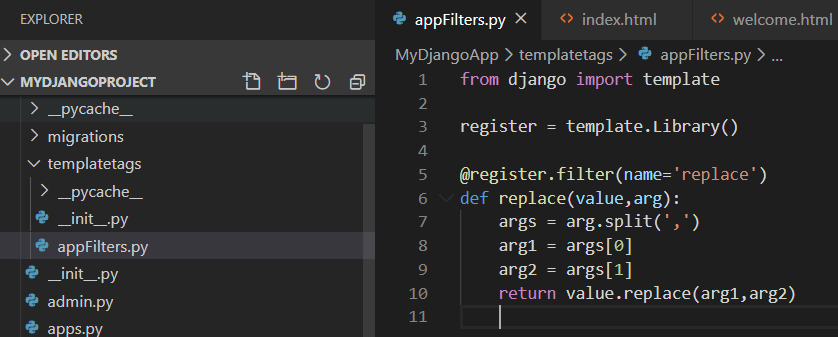 EXPLORER
OPEN EDITORS
MYDJANGOPROJECT
__pycache__
migrations
templatetags
__pycache__
__init__.py
appFilters.py
__init__.py
admin.py
apps.py
appFilters.py
index.html
welcome.html
MyDjangoApp > templatetags > appFilters.py > ...
1 from django import template
2
3 register = template.Library()
4
5 @register.filter(name='replace')
6 def replace(value,arg):
7     args = arg.split(',')
8     arg1 = args[0]
9     arg2 = args[1]
10     return value.replace(arg1,arg2)
11